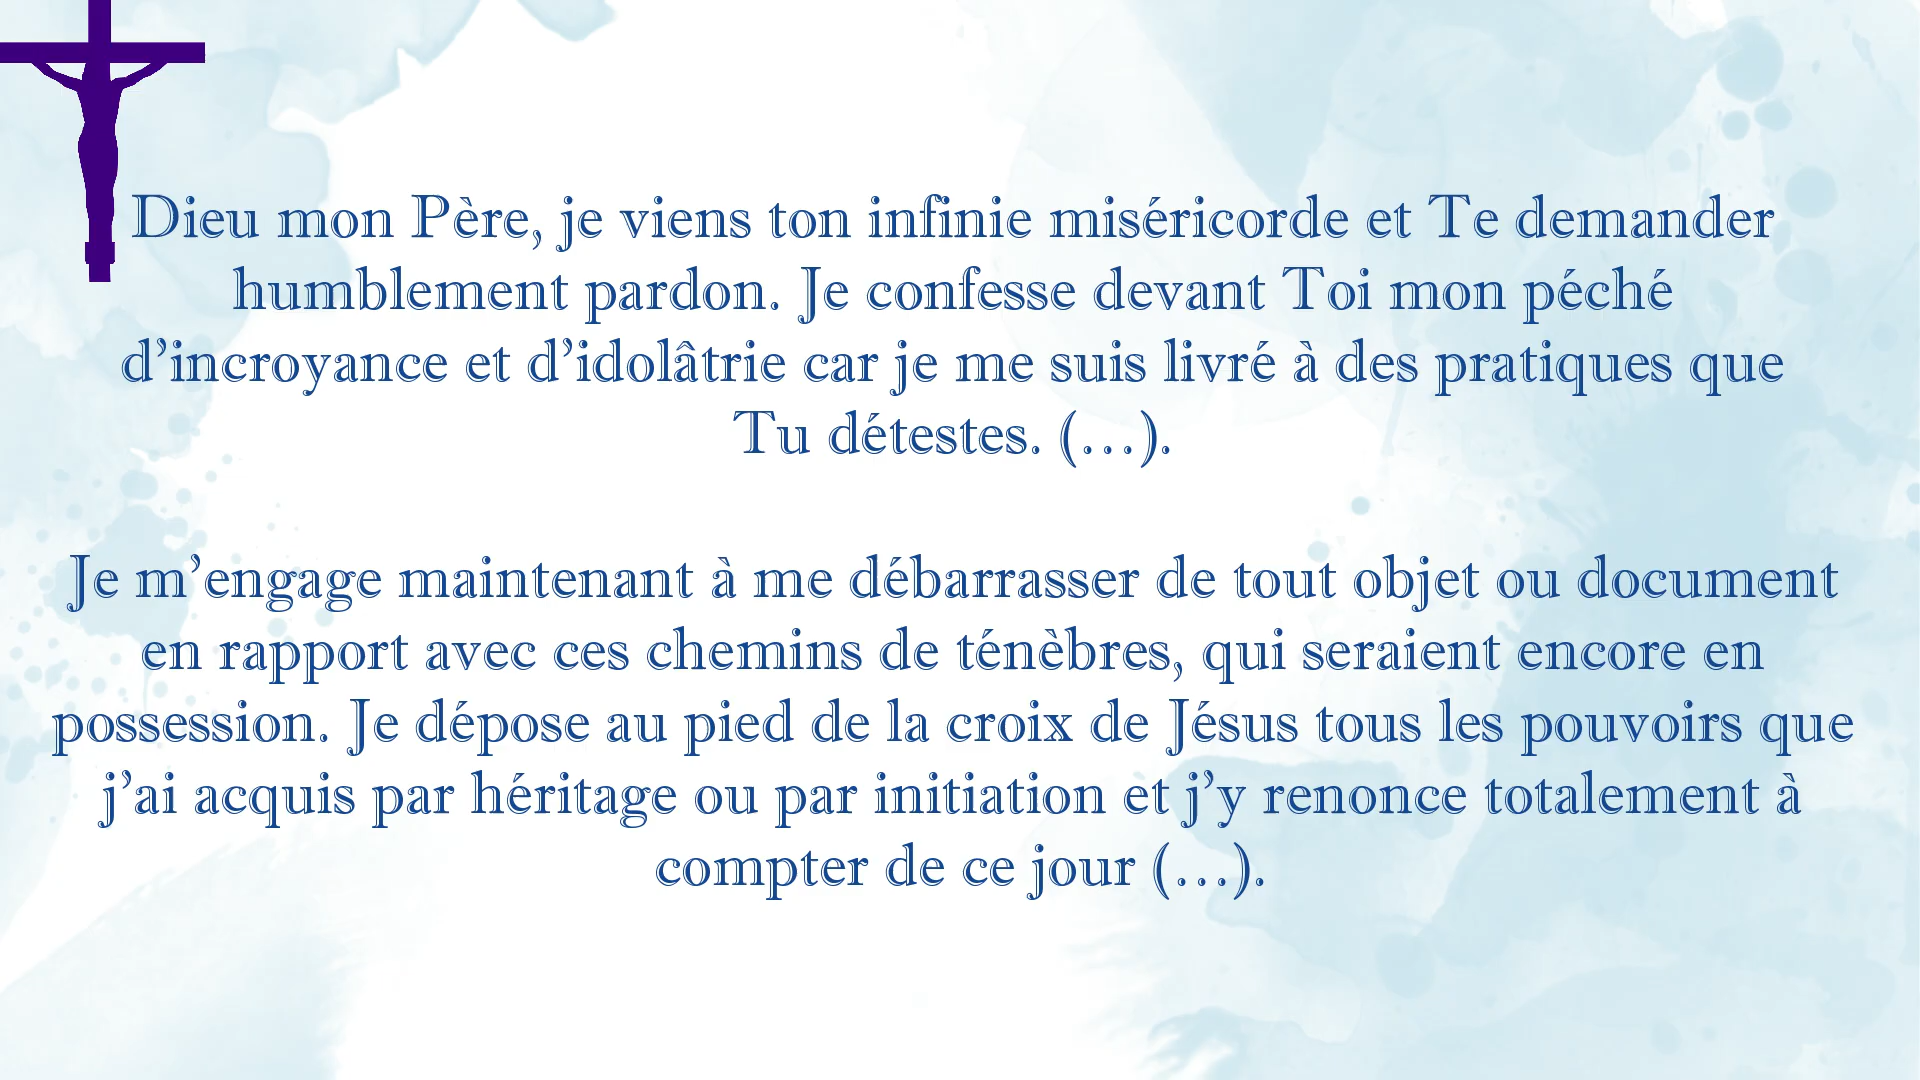 Dieu mon Père, je viens ton infinie miséricorde et Te demander
humblement pardon. Je confesse devant Toi mon péché
d’incroyance et d’idolâtrie car je me suis livré à des pratiques que
Tu détestes. (…).
Je m’engage maintenant à me débarrasser de tout objet ou document
en rapport avec ces chemins de ténèbres, qui seraient encore en
possession. Je dépose au pied de la croix de Jésus tous les pouvoirs que
j’ai acquis par héritage ou par initiation et j’y renonce totalement à
compter de ce jour (…).